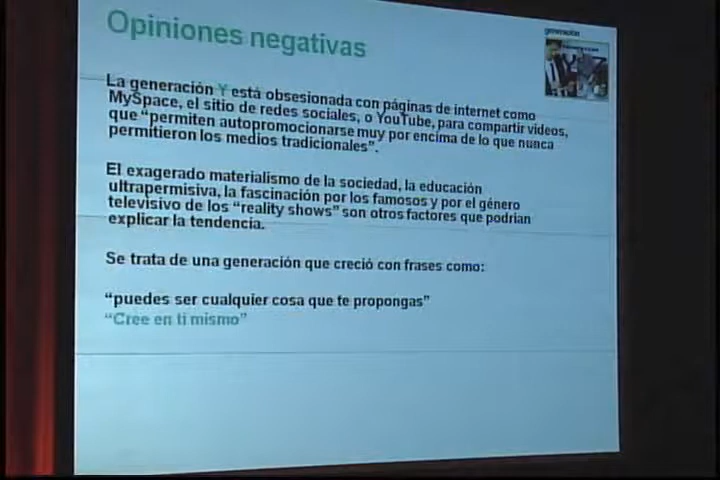 Opiniones negativas
generación
La generación Y está obsesionada con páginas de internet como
MySpace, el sitio de redes sociales, o YouTube, para compartir videos,
que “permiten autopromocionarse muy por encima de lo que nunca
permitieron los medios tradicionales”.
El exagerado materialismo de la sociedad, la educación
ultrapermisiva, la fascinación por los famosos y por el género
televisivo de los “reality shows” son otros factores que podrian
explicar la tendencia.
Se trata de una generación que creció con frases como:
“puedes ser cualquier cosa que te propongas”
“Cree en ti mismo”